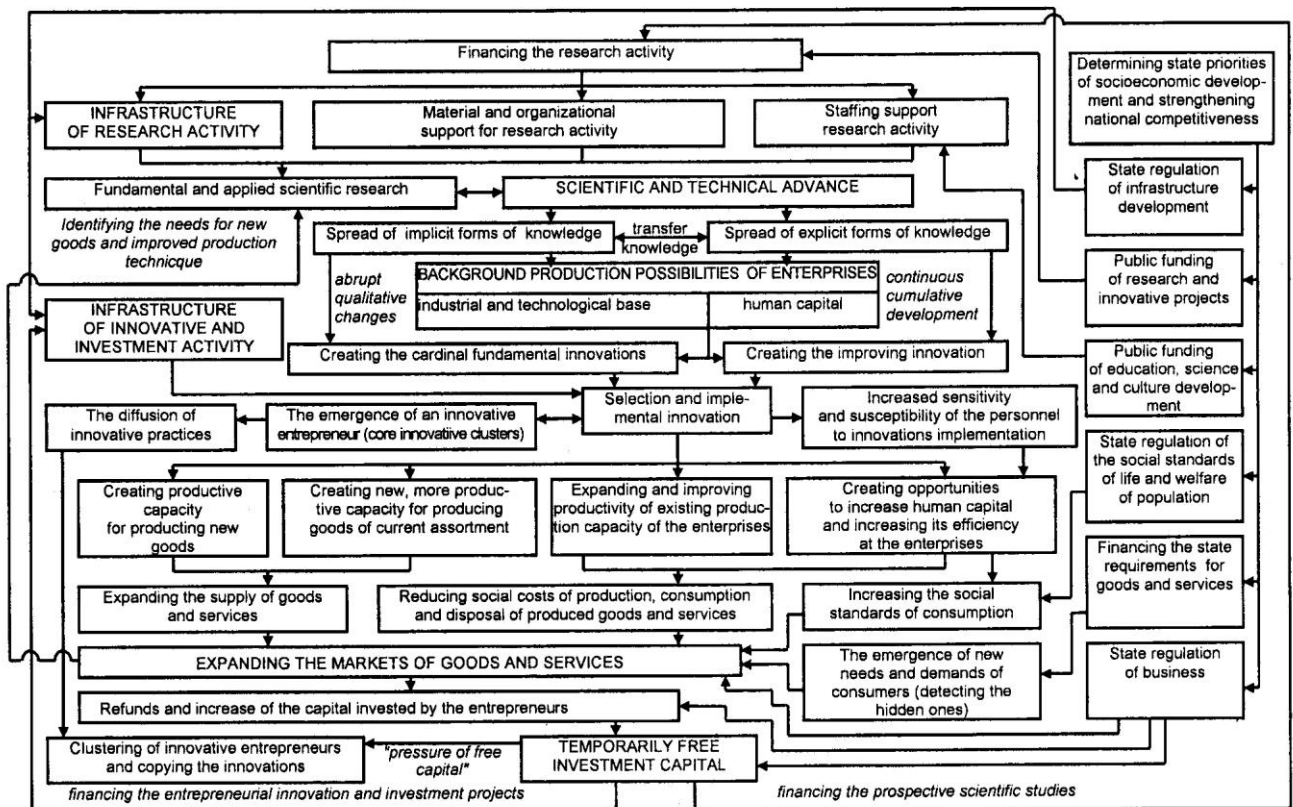 Financing the research activity
Determining state priorities
of socioeconomic develop-
ment and strengthening
national competitiveness
INFRASTRUCTURE
OF RESEARCH ACTIVITY
Material and organizational
support for research activity
Staffing support
research activity
Fundamental and applied scientific research
SCIENTIFIC AND TECHNICAL ADVANCE
State regulation
of infrastructure
development
Identifying the needs for new
goods and improved production
technicque
Spread of implicit forms of knowledge
transfer
knowledge
Spread of explicit forms of knowledge
abrupt
qualitative
changes
BACKGROUND PRODUCTION POSSIBILITIES OF ENTERPRISES
industrial and technological base
human capital
continuous
cumulative
development
Public funding
of research and
innovative projects
INFRASTRUCTURE
OF INNOVATIVE AND
INVESTMENT ACTIVITY
Creating the cardinal fundamental innovations
Creating the improving innovation
Public funding
of education, science
and culture develop-
ment
The diffusion of
innovative practices
The emergence of an innovative
entrepreneur (core innovatiive clusters)
Selection and imple-
mental innovation
Increased sensitivity
and susceptibility of the personnel
to innovations implementation
State regulation of
the social standards
of life and welfare
of population
Creating productive
capacity
for producting new
goods
Creating new, more produc-
tive capacity for producing
goods of current assortment
Expanding and improving
productivity of existing produc-
tion capacity of the enterprises
Creating opportunities
to increase human capital
and increasing its efficiency
at the enterprises
Financing the state
requirements for
goods and services
Expanding the supply of goods
and services
Reducing social costs of production, consumption
and disposal of produced goods and services
Increasing the social
standards of consumption
EXPANDING THE MARKETS OF GOODS AND SERVICES
The emergence of new
needs and demands of
consumers (detecting the
hidden ones)
State regulation
of business
Refunds and increase of the capital invested by the entrepreneurs
Clustering of innovative entrepreneurs
and copying the innovations
"pressure of free
capital"
TEMPORARILY FREE
INVESTMENT CAPITAL
financing the entrepreneurial innovation and investment projects
financing the prospective scientific studies